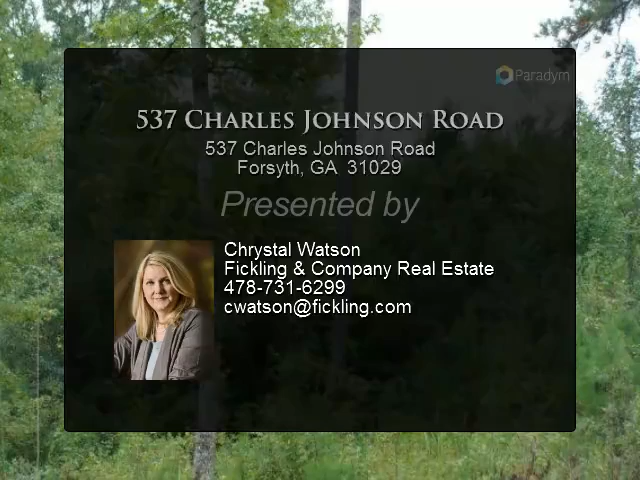 Paradym
537 Charles Johnson Road
537 Charles Johnson Road
Forsyth, GA 31029
Presented by
Chrystal Watson
Fickling & Company Real Estate
478-731-6299
cwatson@fickling.com